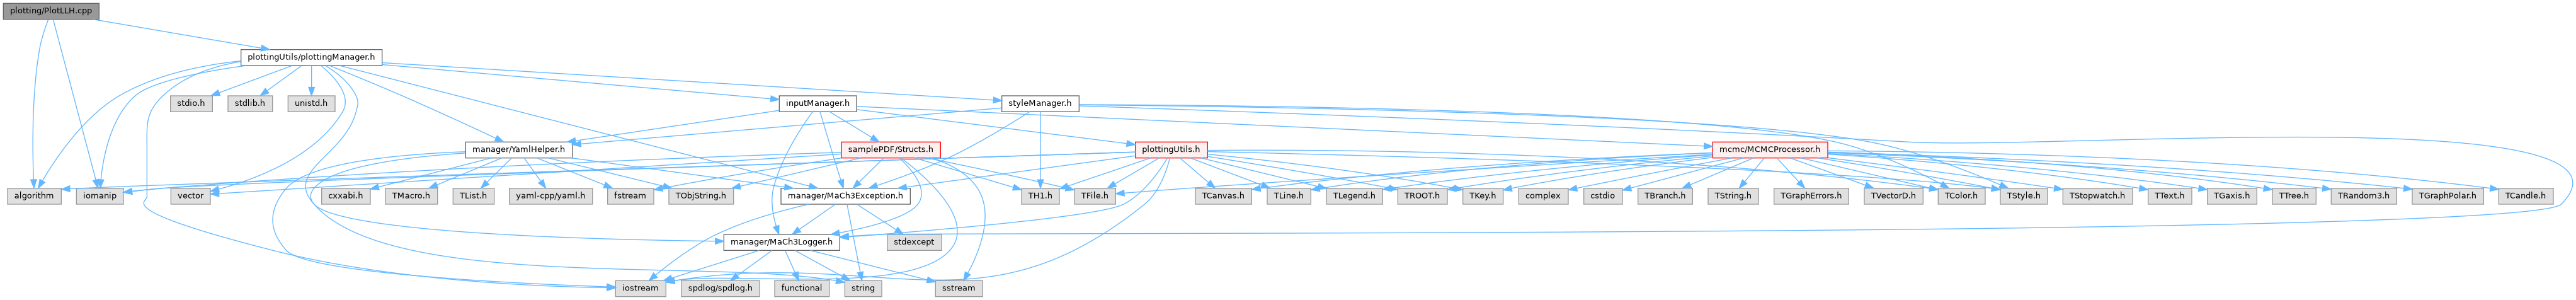 plotting/PlotLLH.cpp
plottingUtils/plottingManager.h
stdio.h
stdlib.h
unistd.h
inputManager.h
styleManager.h
manager/YamlHelper.h
samplePDF/Structs.h
plottingUtils.h
mcmc/MCMCProcessor.h
algorithm
iomanip
vector
cxxabi.h
TMacro.h
TList.h
yaml-cpp/yaml.h
fstream
TObjString.h
manager/MaCh3Exception.h
TH1.h
TFile.h
TCanvas.h
TLine.h
TLegend.h
TROOT.h
TKey.h
complex
cstdio
TBranch.h
TString.h
TGraphErrors.h
TVectorD.h
TColor.h
TStyle.h
TStopwatch.h
TText.h
TGaxis.h
TTree.h
TRandom3.h
TGraphPolar.h
TCandle.h
manager/MaCh3Logger.h
stdexcept
iostream
spdlog/spdlog.h
functional
string
sstream